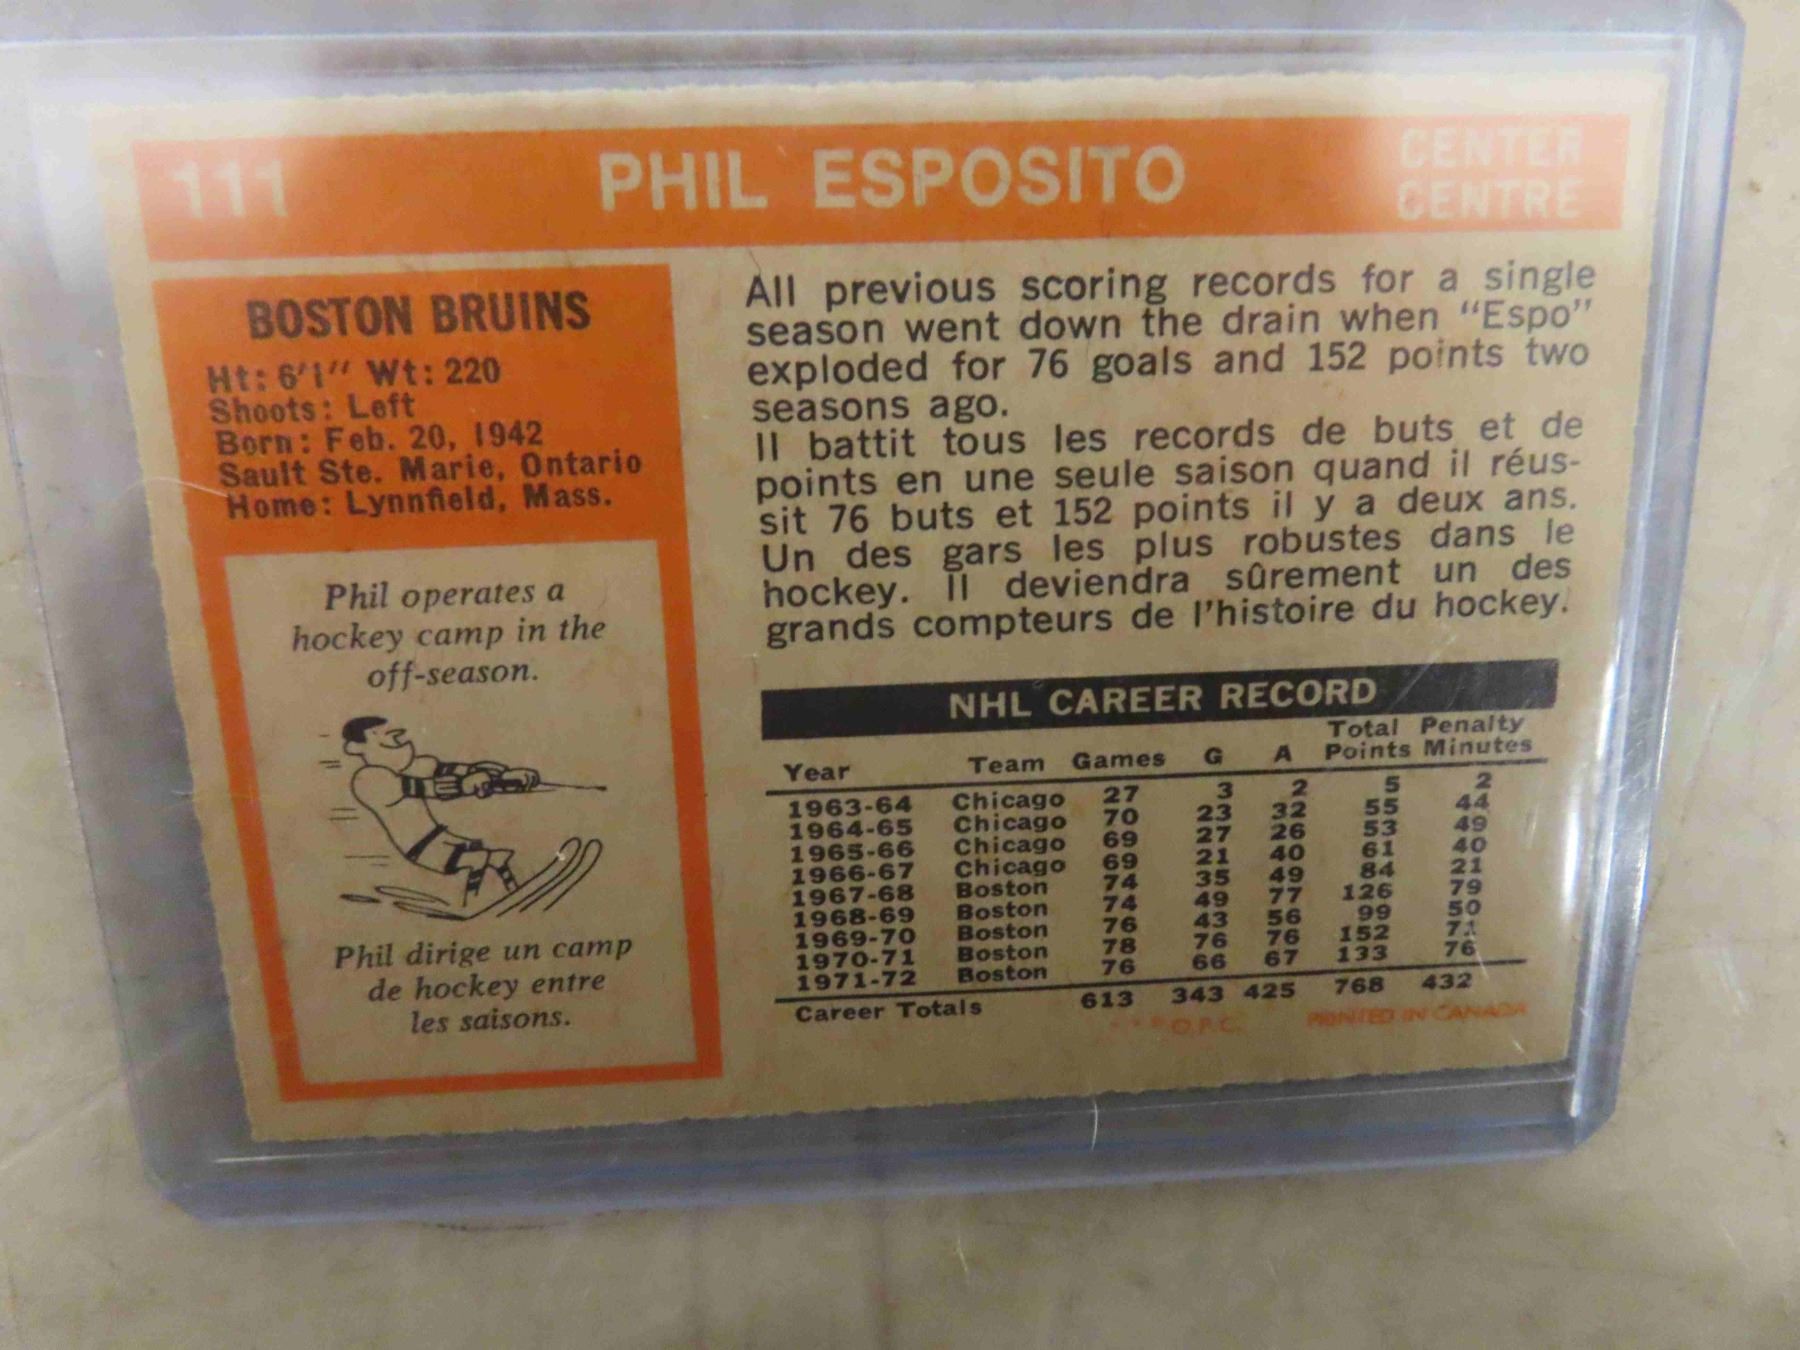 111 PHIL ESPOSITO CENTER
CENTRE
BOSTON BRUINS
Ht: 6'1" Wt: 220
Shoots: Left
Born: Feb. 20, 1942
Sault Ste. Marie, Ontario
Home: Lynnfield, Mass.
Phil operates a
hockey camp in the
off-season.
Phil dirige un camp
de hockey entre
les saisons.
All previous scoring records for a single
season went down the drain when "Espo"
exploded for 76 goals and 152 points two
seasons ago.
Il battit tous les records de buts et de
points en une seule saison quand il réus-
sit 76 buts et 152 points il y a deux ans.
Un des gars les plus robustes dans le
hockey. Il deviendra sûrement un des
grands compteurs de l'histoire du hockey.
NHL CAREER RECORD
Total Penalty
Year Team Games G A Points Minutes
1963-64 Chicago 27 3 2 5 2
1964-65 Chicago 70 23 32 55 44
1965-66 Chicago 69 27 26 53 49
1966-67 Chicago 69 21 40 61 40
1967-68 Boston 74 35 49 84 21
1968-69 Boston 74 49 77 126 79
1969-70 Boston 76 43 56 99 50
1970-71 Boston 78 76 76 152 71
1971-72 Boston 76 66 67 133 76
Career Totals 613 343 425 768 432
O.P.C. PRINTED IN CANADA